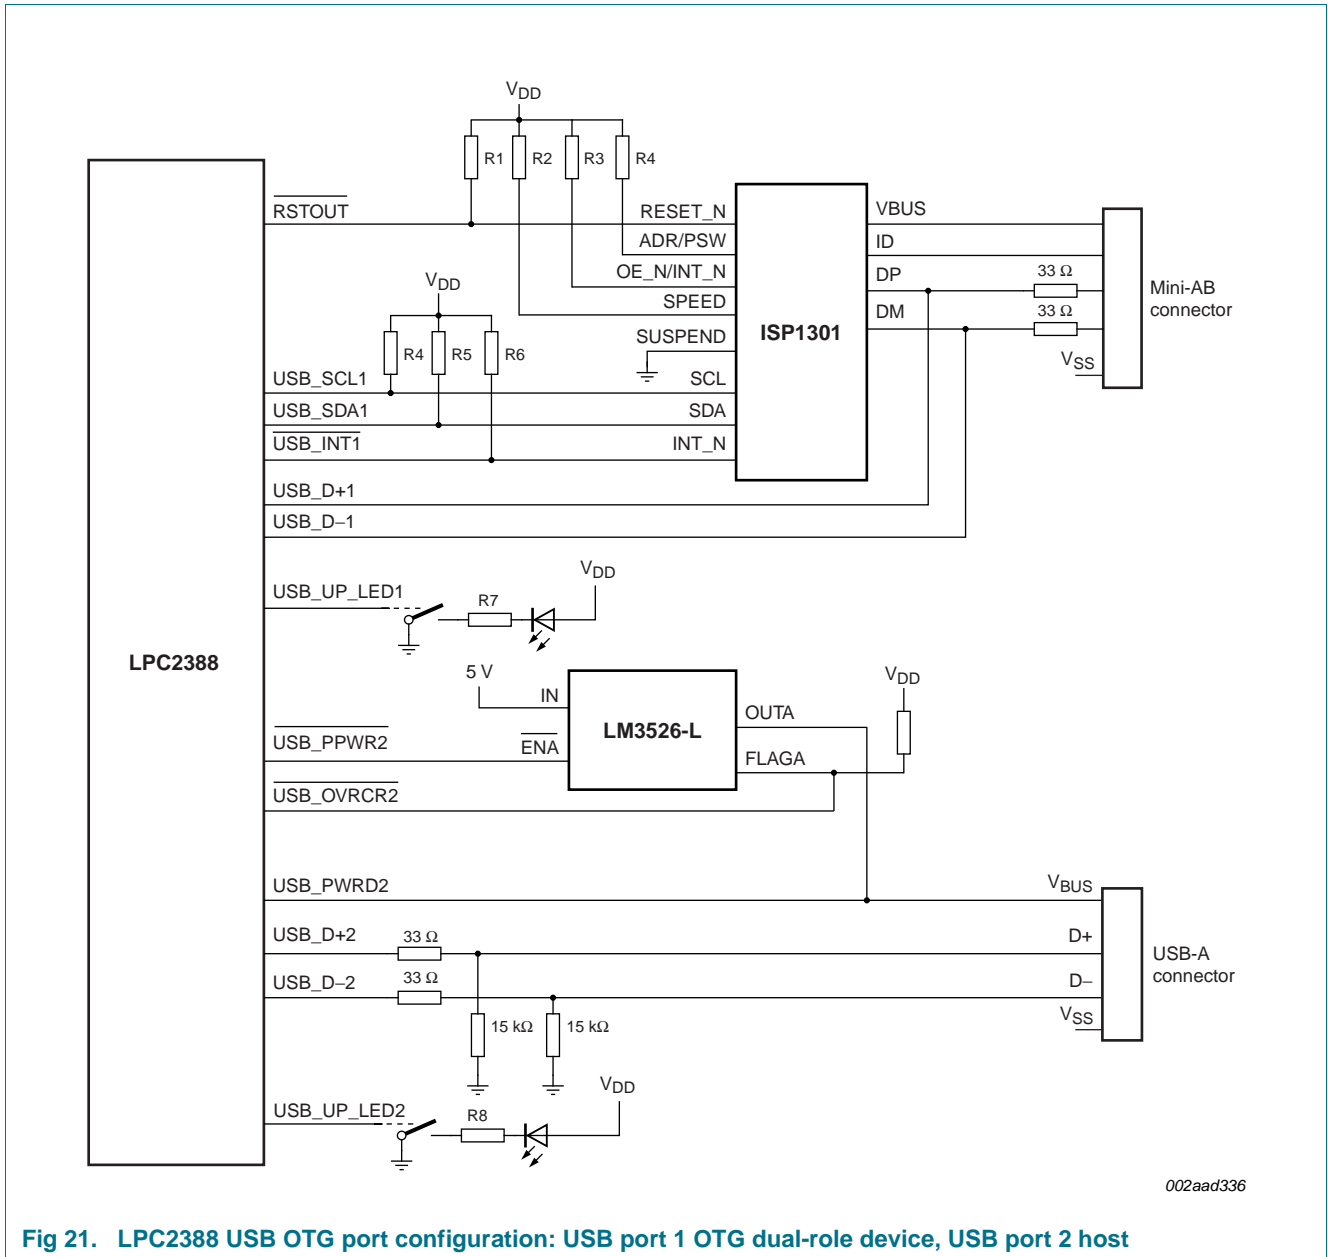 VDD
R1 R2 R3 R4
RSTOUT
RESET_N
VBUS
ADR/PSW
ID
OE_N/INT_N
DP
33 Ω
SPEED
DM
33 Ω
Mini-AB
connector
VDD
SUSPEND
ISP1301
VSS
R4 R5 R6
USB_SCL1
SCL
USB_SDA1
SDA
USB_INT1
INT_N
USB_D+1
USB_D−1
USB_UP_LED1
R7
VDD
LPC2388
5 V
IN
LM3526-L
OUTA
VDD
USB_PPWR2
ENA
FLAGA
USB_OVRCR2
USB_PWRD2
VBUS
USB_D+2
33 Ω
D+
USB-A
connector
USB_D−2
33 Ω
D−
VSS
15 kΩ
15 kΩ
VDD
USB_UP_LED2
R8
002aad336
Fig 21. LPC2388 USB OTG port configuration: USB port 1 OTG dual-role device, USB port 2 host